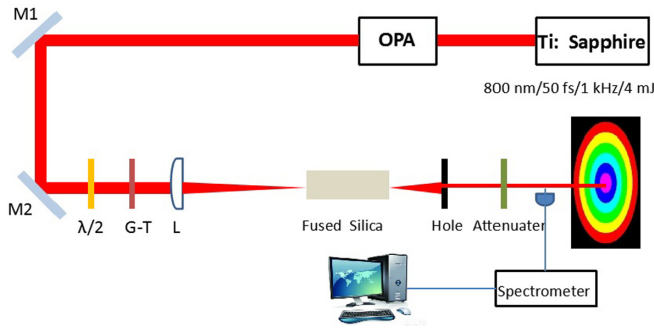 M1
OPA
Ti: Sapphire
800 nm/50 fs/1 kHz/4 mJ
M2
λ/2
G-T
L
Fused Silica
Hole
Attenuater
Spectrometer